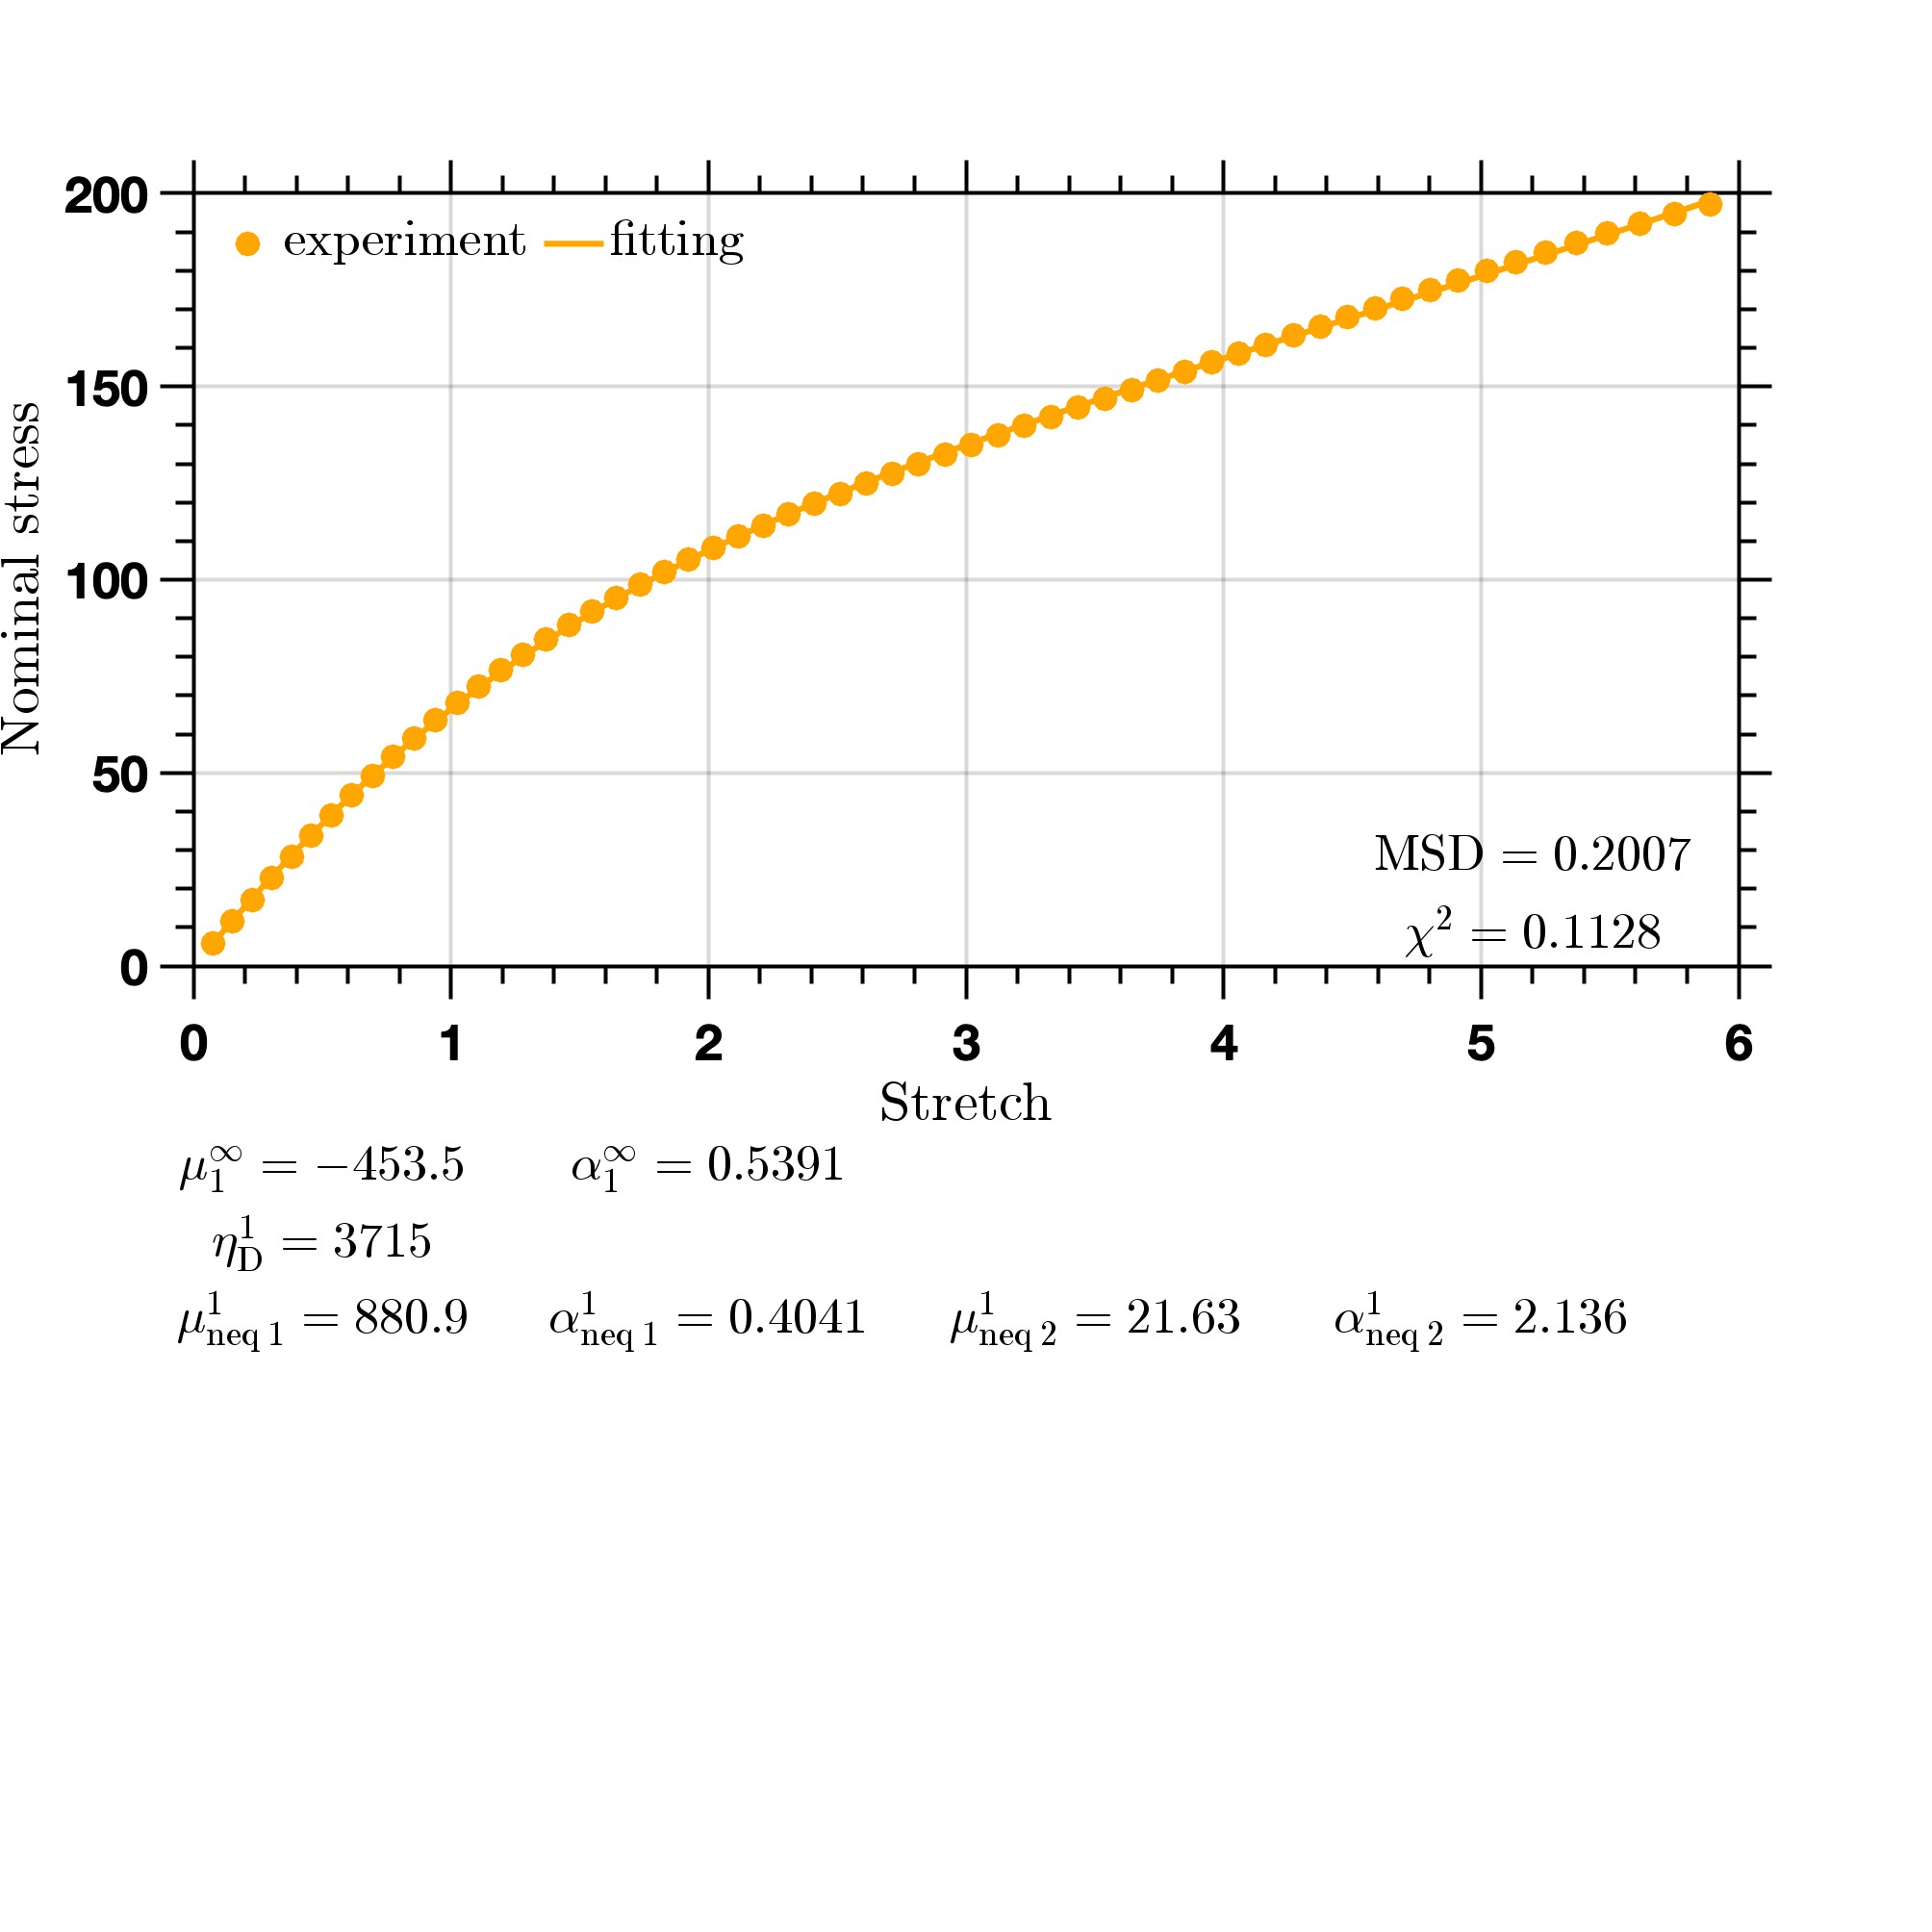 200
150
100
50
0
Nominal stress
experiment fitting
MSD = 0.2007
χ² = 0.1128
0 1 2 3 4 5 6
Stretch
μ₁^∞ = −453.5 α₁^∞ = 0.5391
η_D^1 = 3715
μ_neq 1^1 = 880.9 α_neq 1^1 = 0.4041 μ_neq 2^1 = 21.63 α_neq 2^1 = 2.136